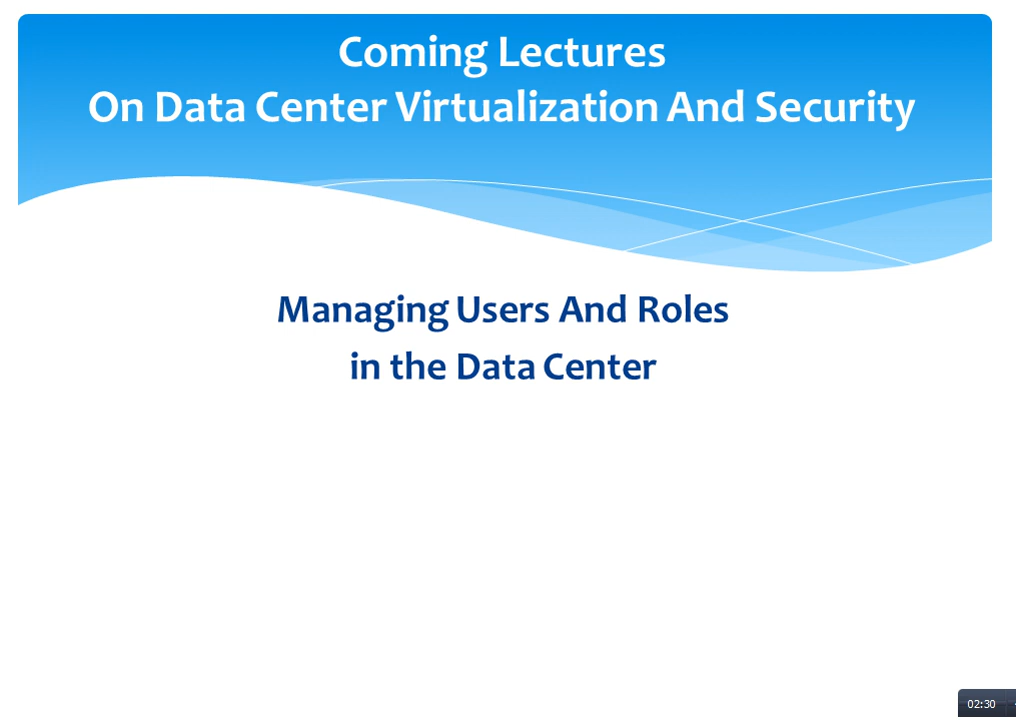 Coming Lectures
On Data Center Virtualization And Security
Managing Users And Roles
in the Data Center
02:30